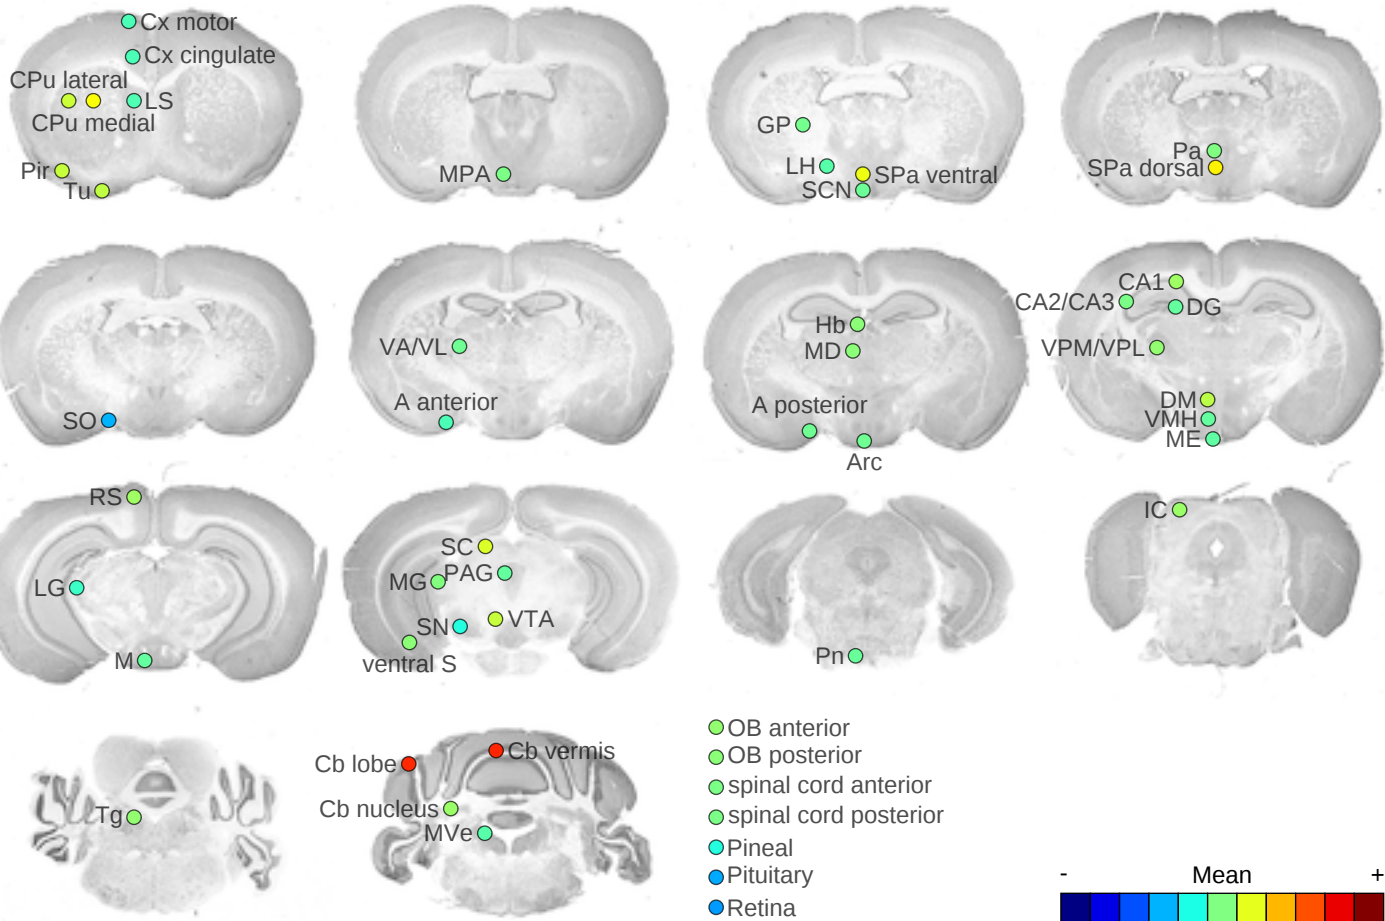 Cx motor
Cx cingulate
CPu lateral
LS
CPu medial
Pir
Tu
MPA
GP
LH
SPa ventral
SCN
Pa
SPa dorsal
SO
VA/VL
A anterior
Hb
MD
A posterior
Arc
CA1
CA2/CA3
DG
VPM/VPL
DM
VMH
ME
RS
LG
M
SC
MG
PAG
SN
VTA
ventral S
Pn
IC
Tg
Cb lobe
Cb vermis
Cb nucleus
MVe
OB anterior
OB posterior
spinal cord anterior
spinal cord posterior
Pineal
Pituitary
Retina
- Mean +